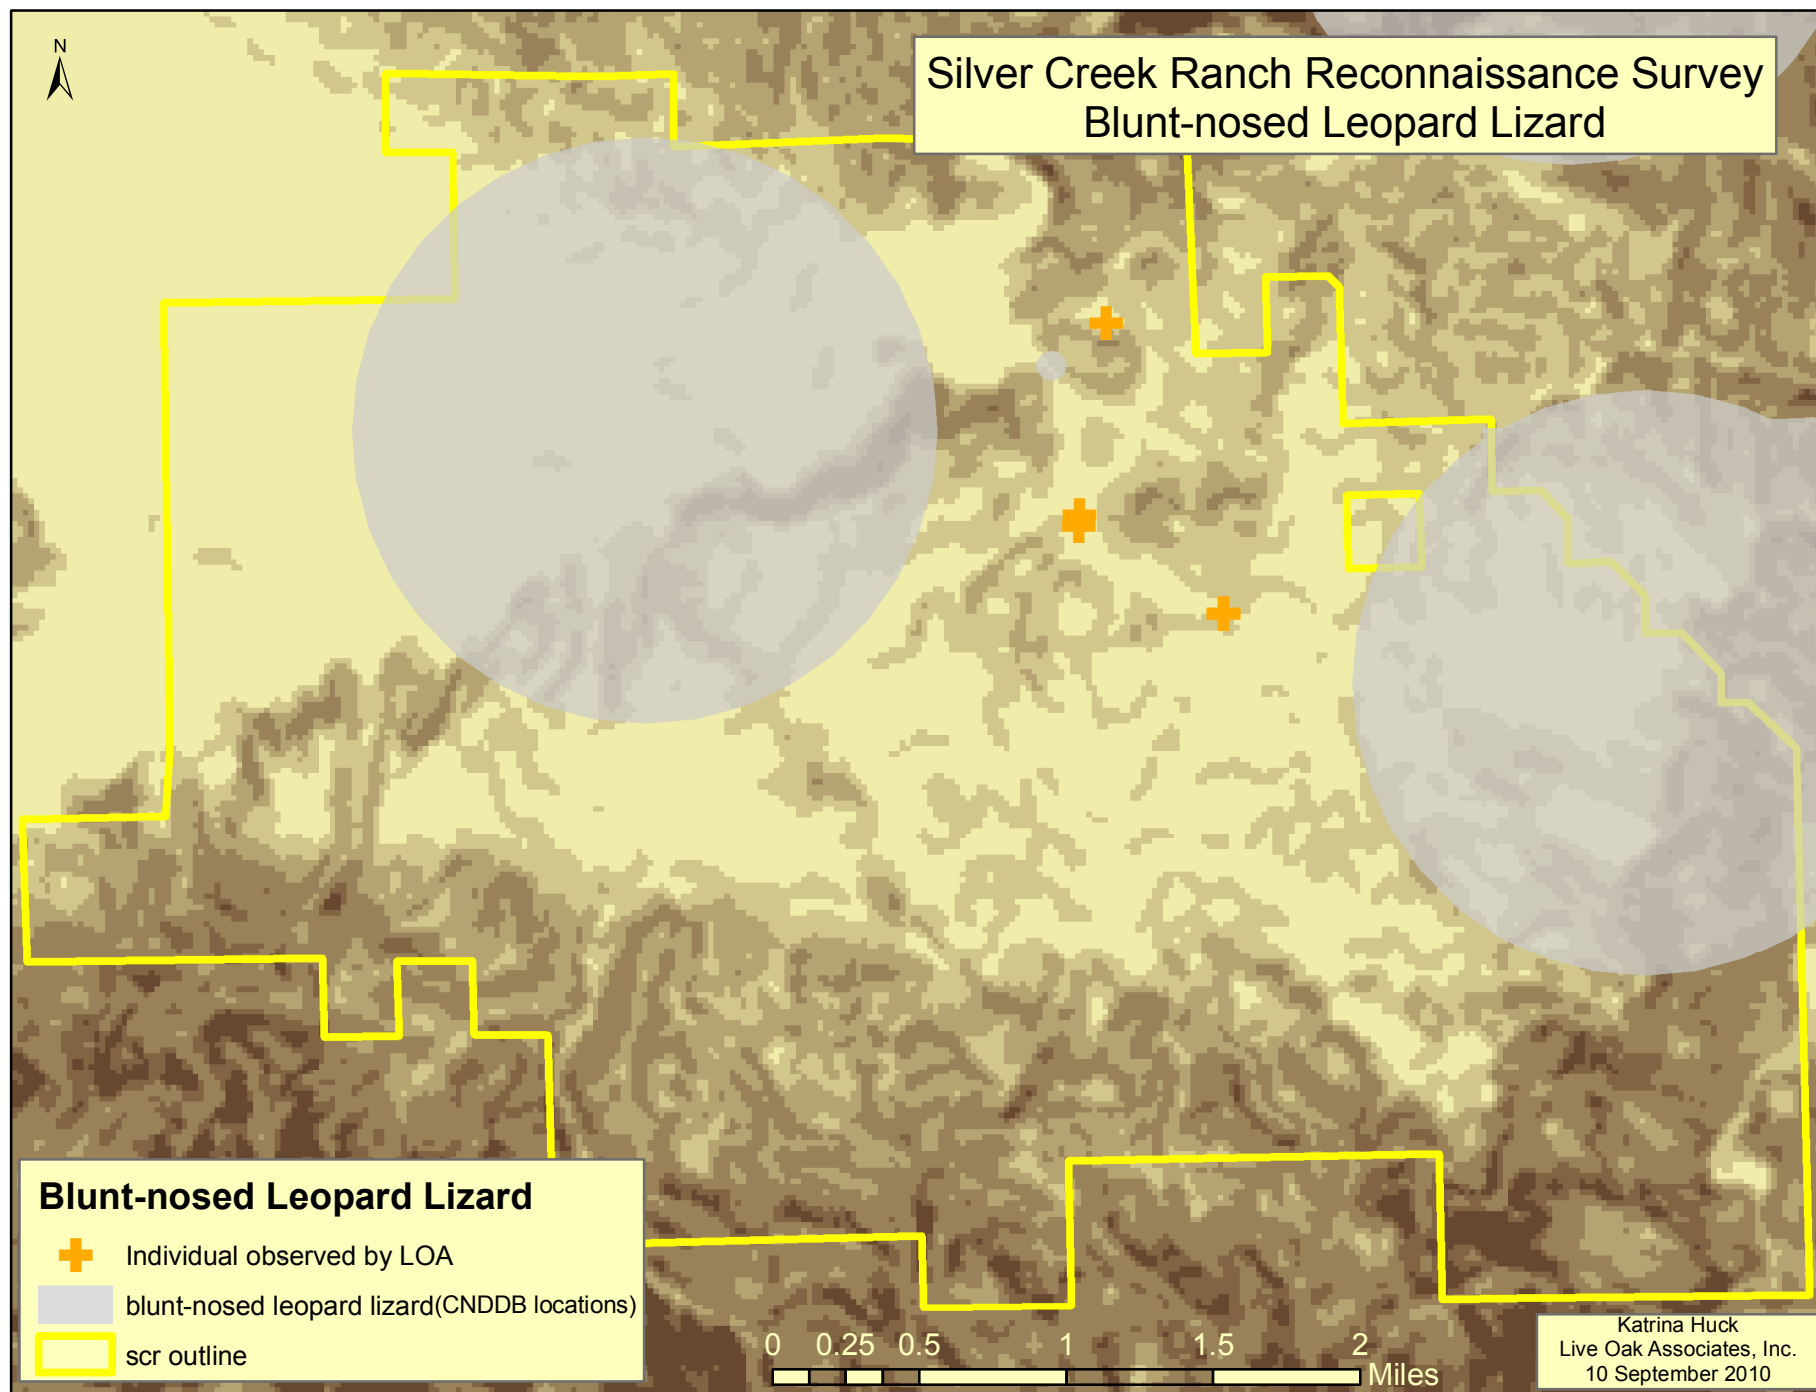 N
Silver Creek Ranch Reconnaissance Survey
Blunt-nosed Leopard Lizard
Blunt-nosed Leopard Lizard
Individual observed by LOA
blunt-nosed leopard lizard(CNDDB locations)
scr outline
0 0.25 0.5 1 1.5 2
Miles
Katrina Huck
Live Oak Associates, Inc.
10 September 2010